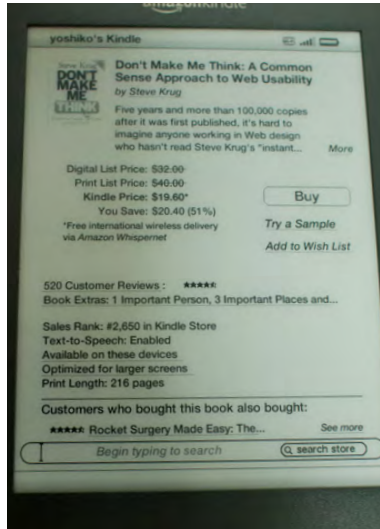 amazonkindle
yoshiko's Kindle
Steve Krug
DON'T
MAKE
ME
THINK
Don't Make Me Think: A Common
Sense Approach to Web Usability
by Steve Krug
Five years and more than 100,000 copies
after it was first published, it's hard to
imagine anyone working in Web design
who hasn't read Steve Krug's "instant...
More
Digital List Price: $32.00
Print List Price: $40.00
Kindle Price: $19.60*
You Save: $20.40 (51%)
*Free international wireless delivery
via Amazon Whispernet
Buy
Try a Sample
Add to Wish List
520 Customer Reviews :
Book Extras: 1 Important Person, 3 Important Places and...
Sales Rank: #2,650 in Kindle Store
Text-to-Speech: Enabled
Available on these devices
Optimized for larger screens
Print Length: 216 pages
Customers who bought this book also bought:
Rocket Surgery Made Easy: The... See more
Begin typing to search
search store